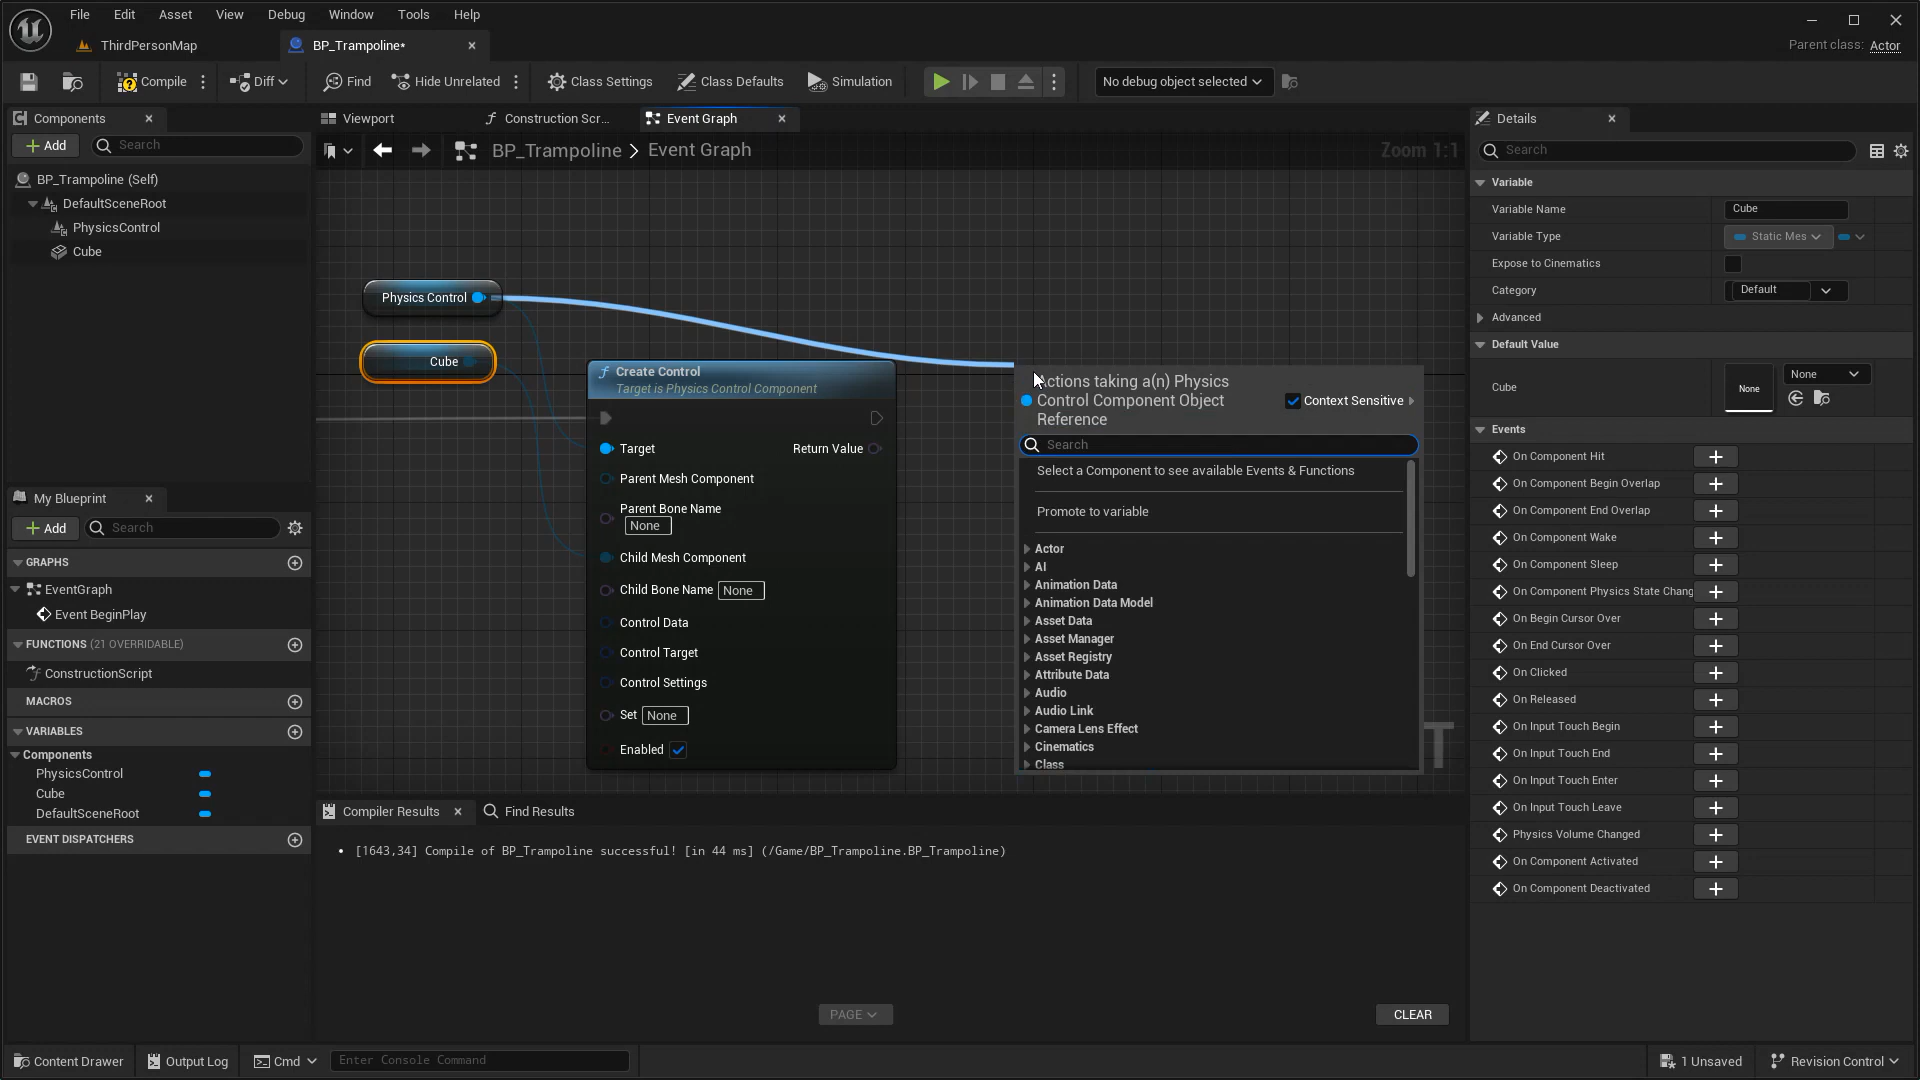 File Edit Asset View Debug Window Tools Help
ThirdPersonMap
BP_Trampoline*
Parent class: Actor
Compile
Diff
Find
Hide Unrelated
Class Settings
Class Defaults
Simulation
No debug object selected
Components
Add
Search
BP_Trampoline (Self)
DefaultSceneRoot
PhysicsControl
Cube
My Blueprint
Add
Search
GRAPHS
EventGraph
Event BeginPlay
FUNCTIONS (21 OVERRIDABLE)
ConstructionScript
MACROS
VARIABLES
Components
PhysicsControl
Cube
DefaultSceneRoot
EVENT DISPATCHERS
Viewport
Construction Scr...
Event Graph
BP_Trampoline > Event Graph
Zoom 1:1
Physics Control
Cube
Create Control
Target is Physics Control Component
Target
Return Value
Parent Mesh Component
Parent Bone Name
None
Child Mesh Component
Child Bone Name None
Control Data
Control Target
Control Settings
Set None
Enabled
Actions taking a(n) Physics
Control Component Object
Reference
Context Sensitive
Search
Select a Component to see available Events & Functions
Promote to variable
Actor
AI
Animation Data
Animation Data Model
Asset Data
Asset Manager
Asset Registry
Attribute Data
Audio
Audio Link
Camera Lens Effect
Cinematics
Class
T
Compiler Results
Find Results
[1643,34] Compile of BP_Trampoline successful! [in 44 ms] (/Game/BP_Trampoline.BP_Trampoline)
PAGE
CLEAR
Details
Search
Variable
Variable Name Cube
Variable Type Static Mes
Expose to Cinematics
Category Default
Advanced
Default Value
Cube
None
None
Events
On Component Hit
On Component Begin Overlap
On Component End Overlap
On Component Wake
On Component Sleep
On Component Physics State Chang
On Begin Cursor Over
On End Cursor Over
On Clicked
On Released
On Input Touch Begin
On Input Touch End
On Input Touch Enter
On Input Touch Leave
Physics Volume Changed
On Component Activated
On Component Deactivated
Content Drawer
Output Log
Cmd
Enter Console Command
1 Unsaved
Revision Control